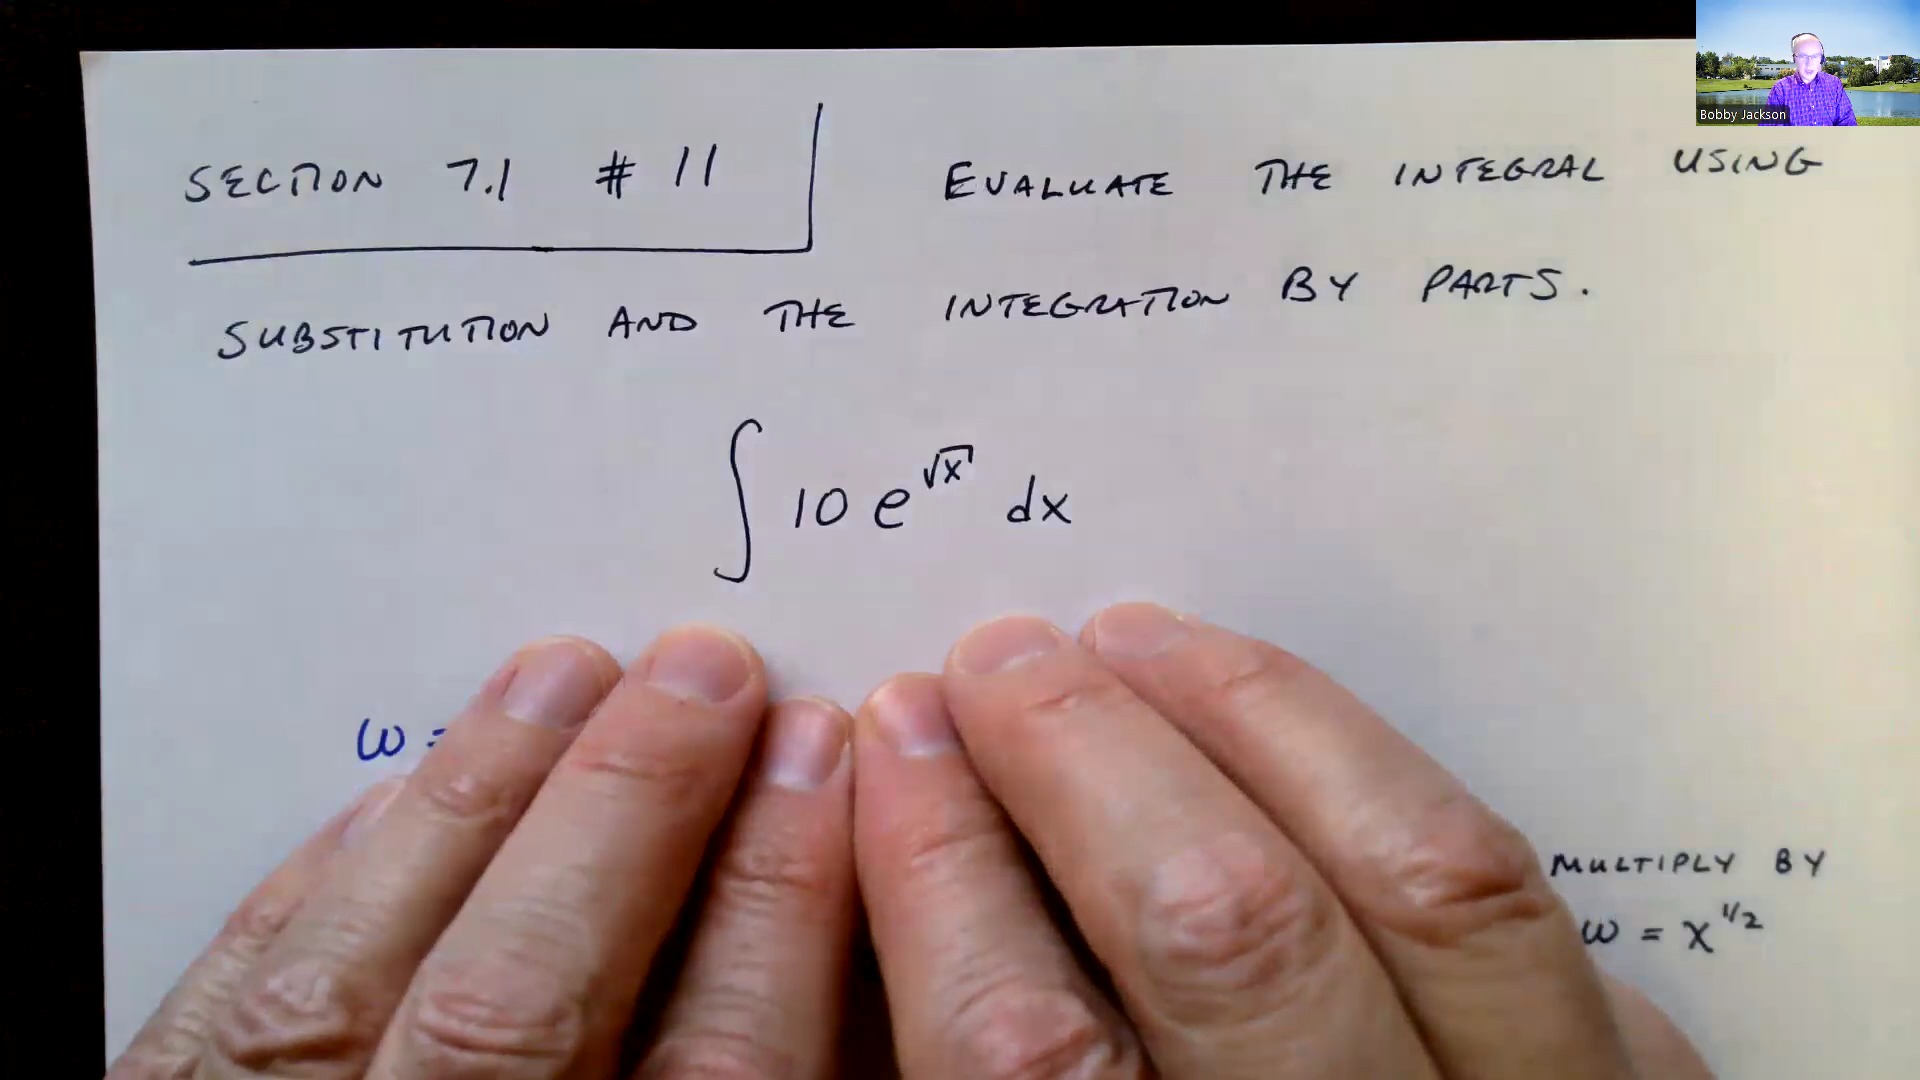 SECTION 7.1 # 11
EVALUATE THE INTEGRAL USING
SUBSTITUTION AND THE INTEGRATION BY PARTS.
∫ 10 e^√x dx
W =
MULTIPLY BY
W = X^1/2
Bobby Jackson